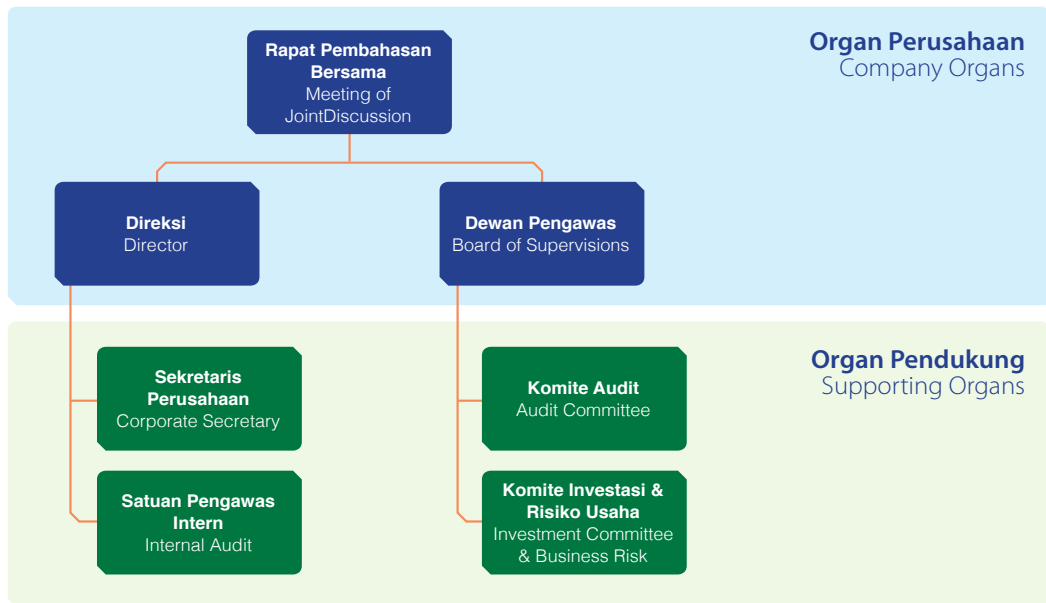 Organ Perusahaan
Company Organs
Rapat Pembahasan
Bersama
Meeting of
JointDiscussion
Direksi
Director
Dewan Pengawas
Board of Supervisions
Organ Pendukung
Supporting Organs
Sekretaris
Perusahaan
Corporate Secretary
Komite Audit
Audit Committee
Satuan Pengawas
Intern
Internal Audit
Komite Investasi &
Risiko Usaha
Investment Committee
& Business Risk